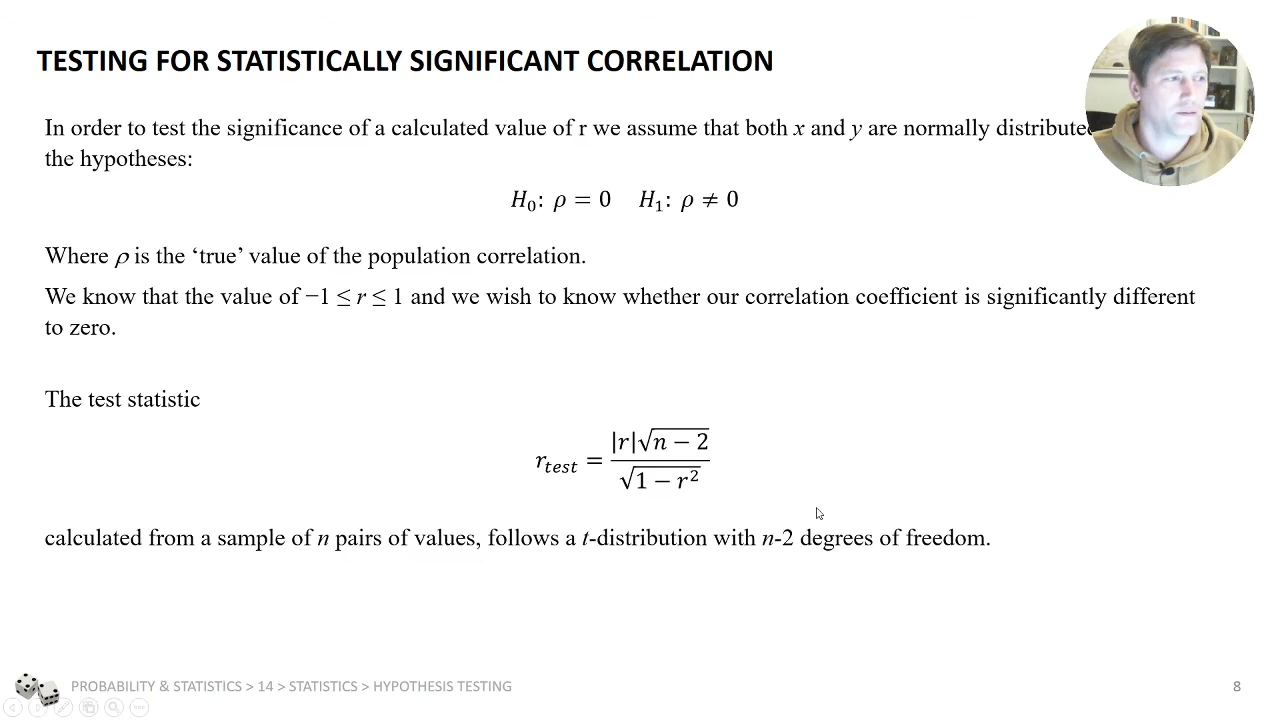 TESTING FOR STATISTICALLY SIGNIFICANT CORRELATION
In order to test the significance of a calculated value of r we assume that both x and y are normally distributed
the hypotheses:
H₀: ρ = 0 H₁: ρ ≠ 0
Where ρ is the ‘true’ value of the population correlation.
We know that the value of −1 ≤ r ≤ 1 and we wish to know whether our correlation coefficient is significantly different
to zero.
The test statistic
r_test = |r|√(n − 2) / √(1 − r²)
calculated from a sample of n pairs of values, follows a t-distribution with n-2 degrees of freedom.
PROBABILITY & STATISTICS > 14 > STATISTICS > HYPOTHESIS TESTING 8